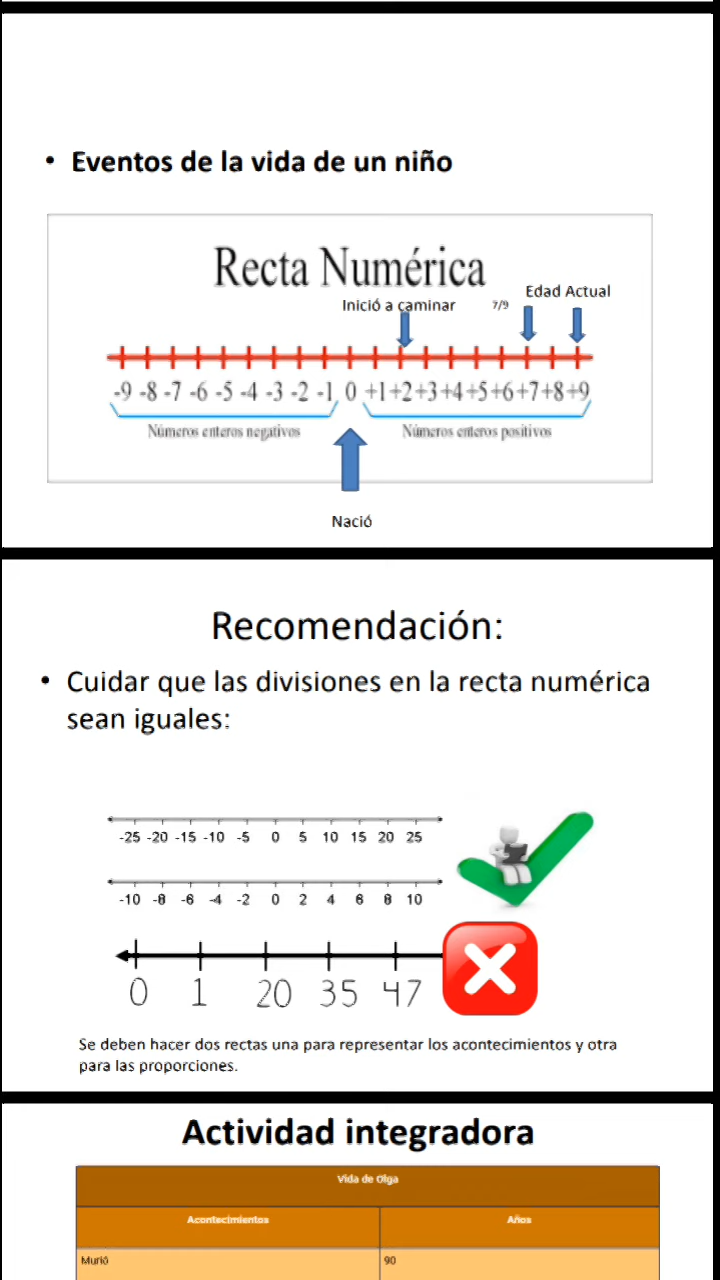 • Eventos de la vida de un niño
Recta Numérica
Edad Actual
Inició a caminar
7/9
-9 -8 -7 -6 -5 -4 -3 -2 -1 0 +1+2+3+4+5+6+7+8+9
Números enteros negativos
Números enteros positivos
Nació
Recomendación:
• Cuidar que las divisiones en la recta numérica
sean iguales:
-25 -20 -15 -10 -5 0 5 10 15 20 25
-10 -8 -6 -4 -2 0 2 4 6 8 10
0 1 20 35 47
Se deben hacer dos rectas una para representar los acontecimientos y otra
para las proporciones.
Actividad integradora
Vida de Olga
Acontecimientos Años
Murió 90